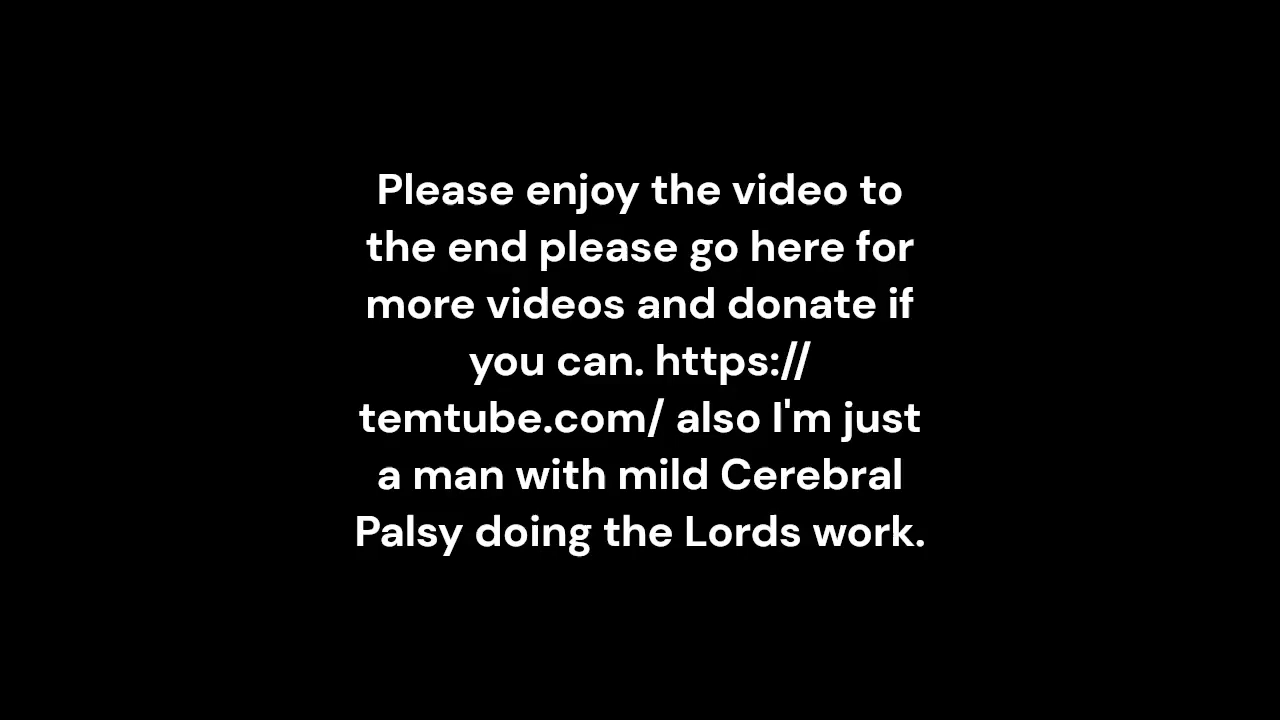 Please enjoy the video to
the end please go here for
more videos and donate if
you can. https://
temtube.com/ also I'm just
a man with mild Cerebral
Palsy doing the Lords work.